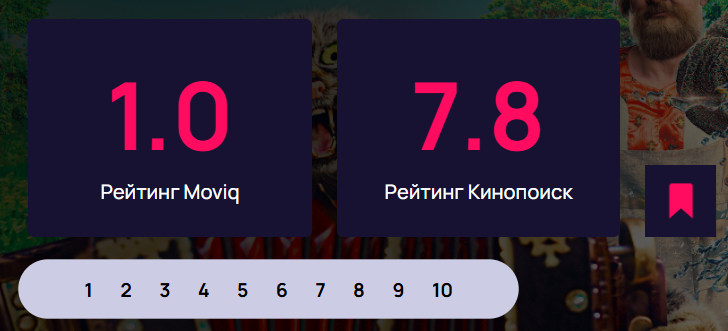 1.0
7.8
Рейтинг Moviq
Рейтинг Кинопоиск
1 2 3 4 5 6 7 8 9 10